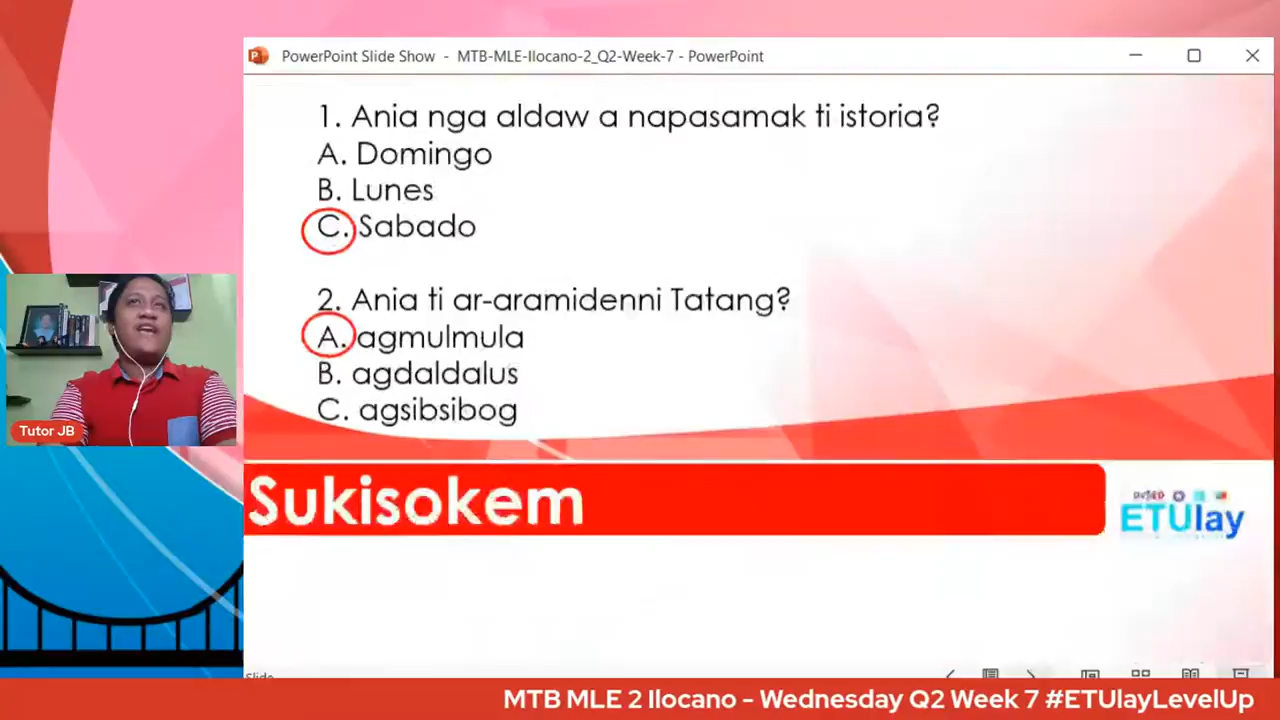 PowerPoint Slide Show - MTB-MLE-Ilocano-2_Q2-Week-7 - PowerPoint
1. Ania nga aldaw a napasamak ti istoria?
A. Domingo
B. Lunes
C. Sabado
2. Ania ti ar-aramidenni Tatang?
A. agmulmula
B. agdaldalus
C. agsibsibog
Tutor JB
Sukisokem
DepED
ETUlay
Slide
MTB MLE 2 Ilocano - Wednesday Q2 Week 7 #ETUlayLevelUp